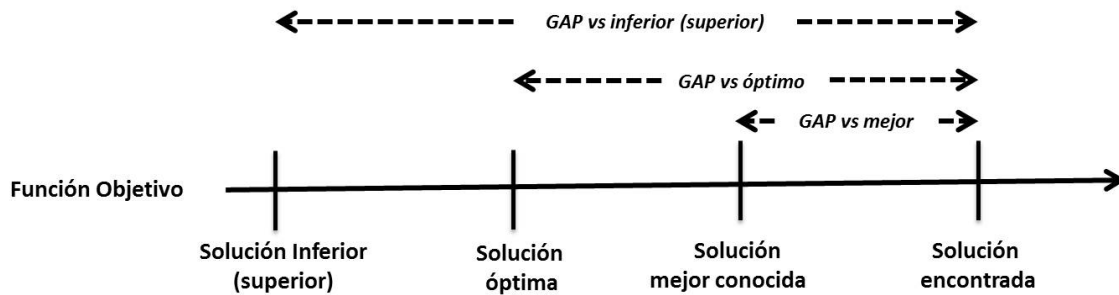 GAP vs inferior (superior)
GAP vs óptimo
GAP vs mejor
Función Objetivo
Solución Inferior
(superior)
Solución
óptima
Solución
mejor conocida
Solución
encontrada